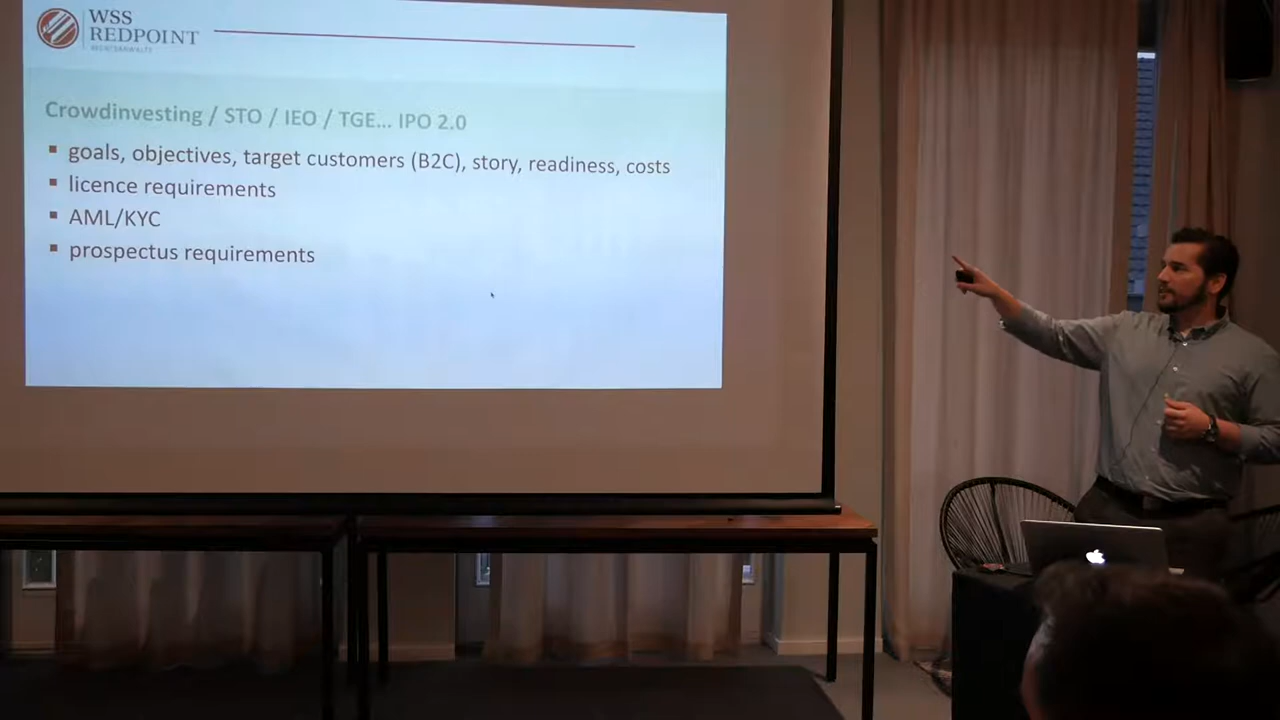 WSS
REDPOINT
RECHTSANWÄLTE
Crowdinvesting / STO / IEO / TGE... IPO 2.0
goals, objectives, target customers (B2C), story, readiness, costs
licence requirements
AML/KYC
prospectus requirements